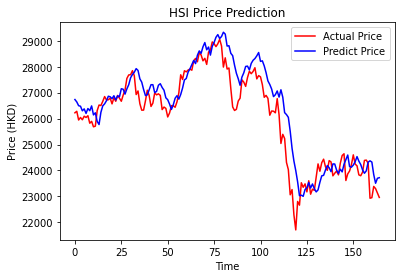 HSI Price Prediction
Actual Price
Predict Price
Price (HKD)
29000
28000
27000
26000
25000
24000
23000
22000
0 25 50 75 100 125 150
Time